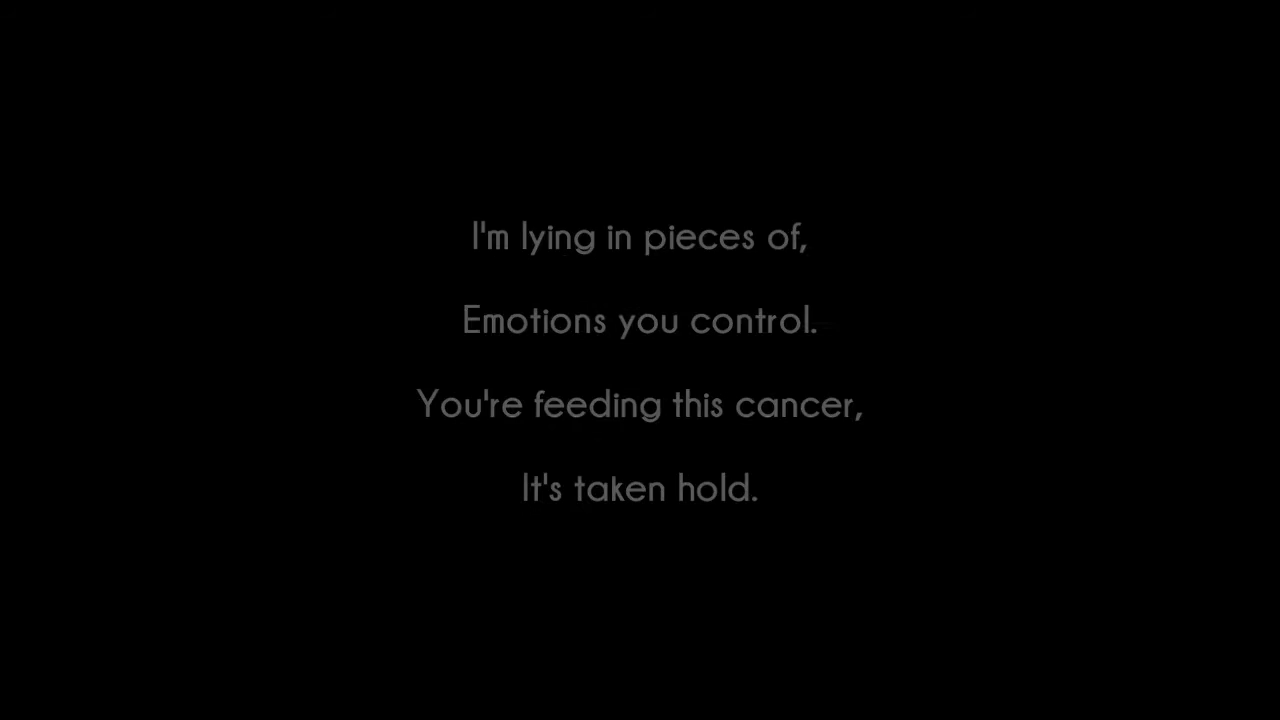 I'm lying in pieces of,
Emotions you control.
You're feeding this cancer,
It's taken hold.